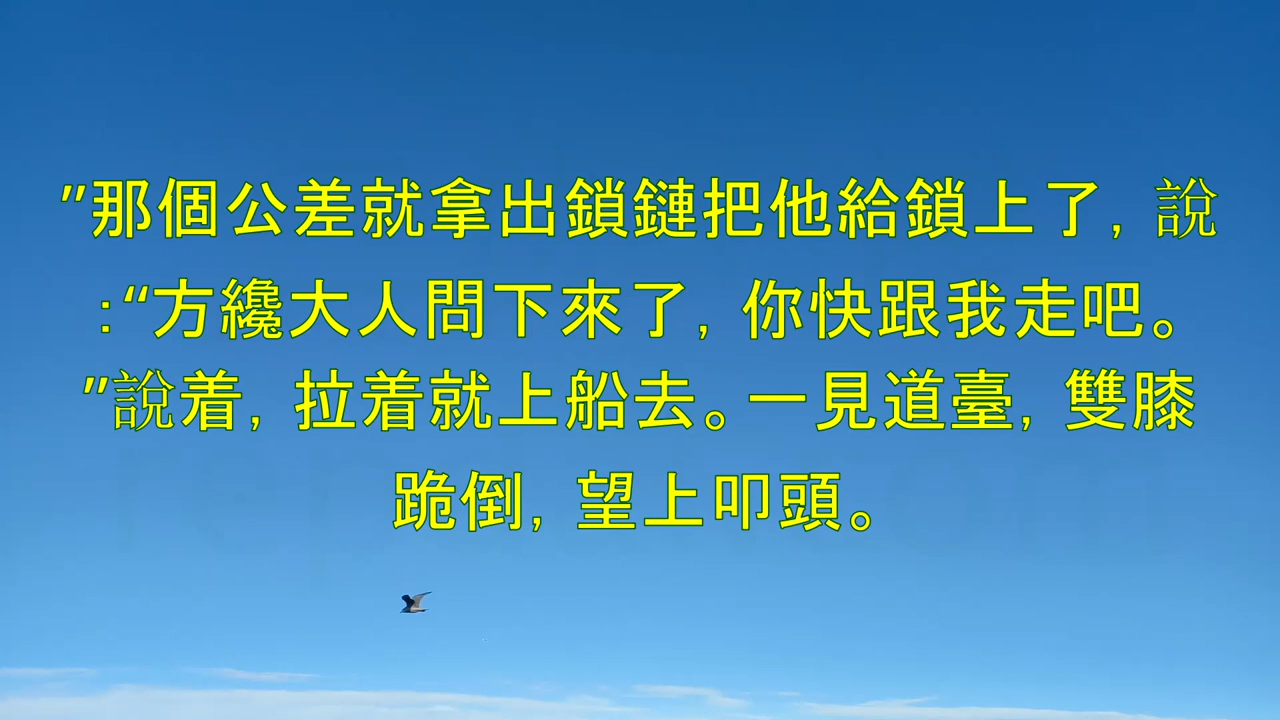 ”那個公差就拿出鎖鏈把他給鎖上了，說
：“方纔大人問下來了，你快跟我走吧。
”說着，拉着就上船去。一見道臺，雙膝
跪倒，望上叩頭。